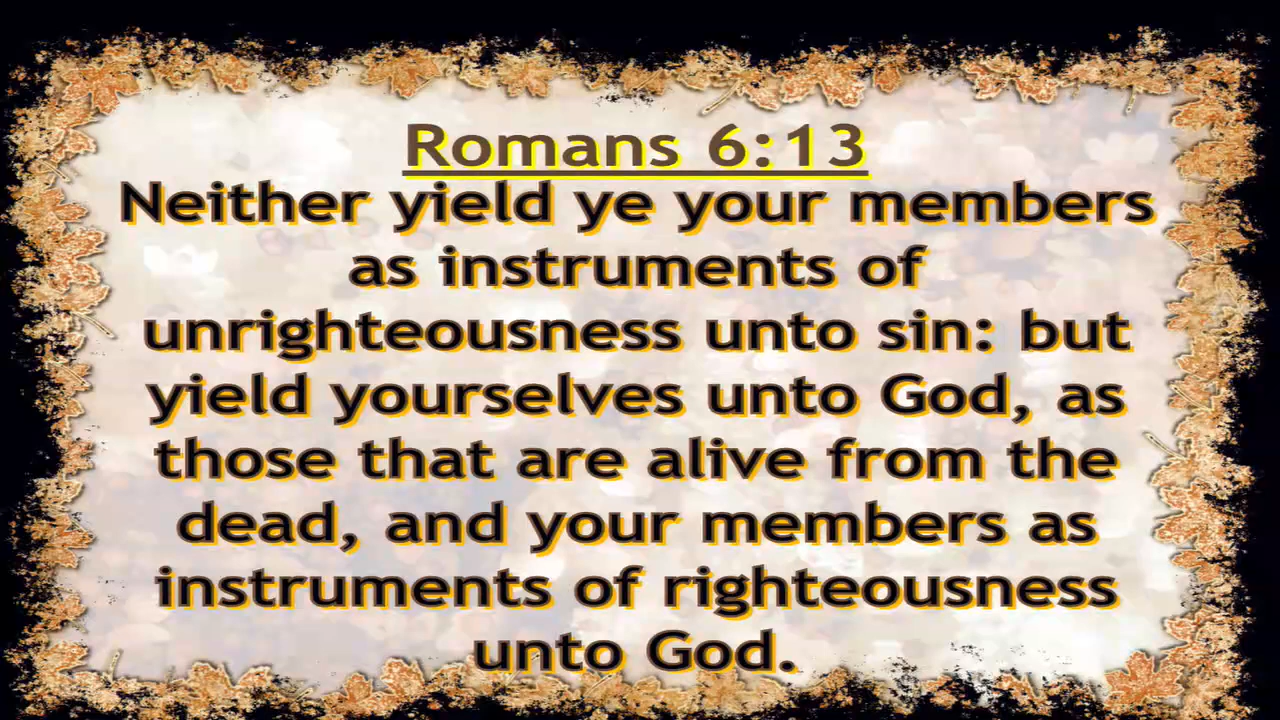 Romans 6:13
Neither yield ye your members
as instruments of
unrighteousness unto sin: but
yield yourselves unto God, as
those that are alive from the
dead, and your members as
instruments of righteousness
unto God.